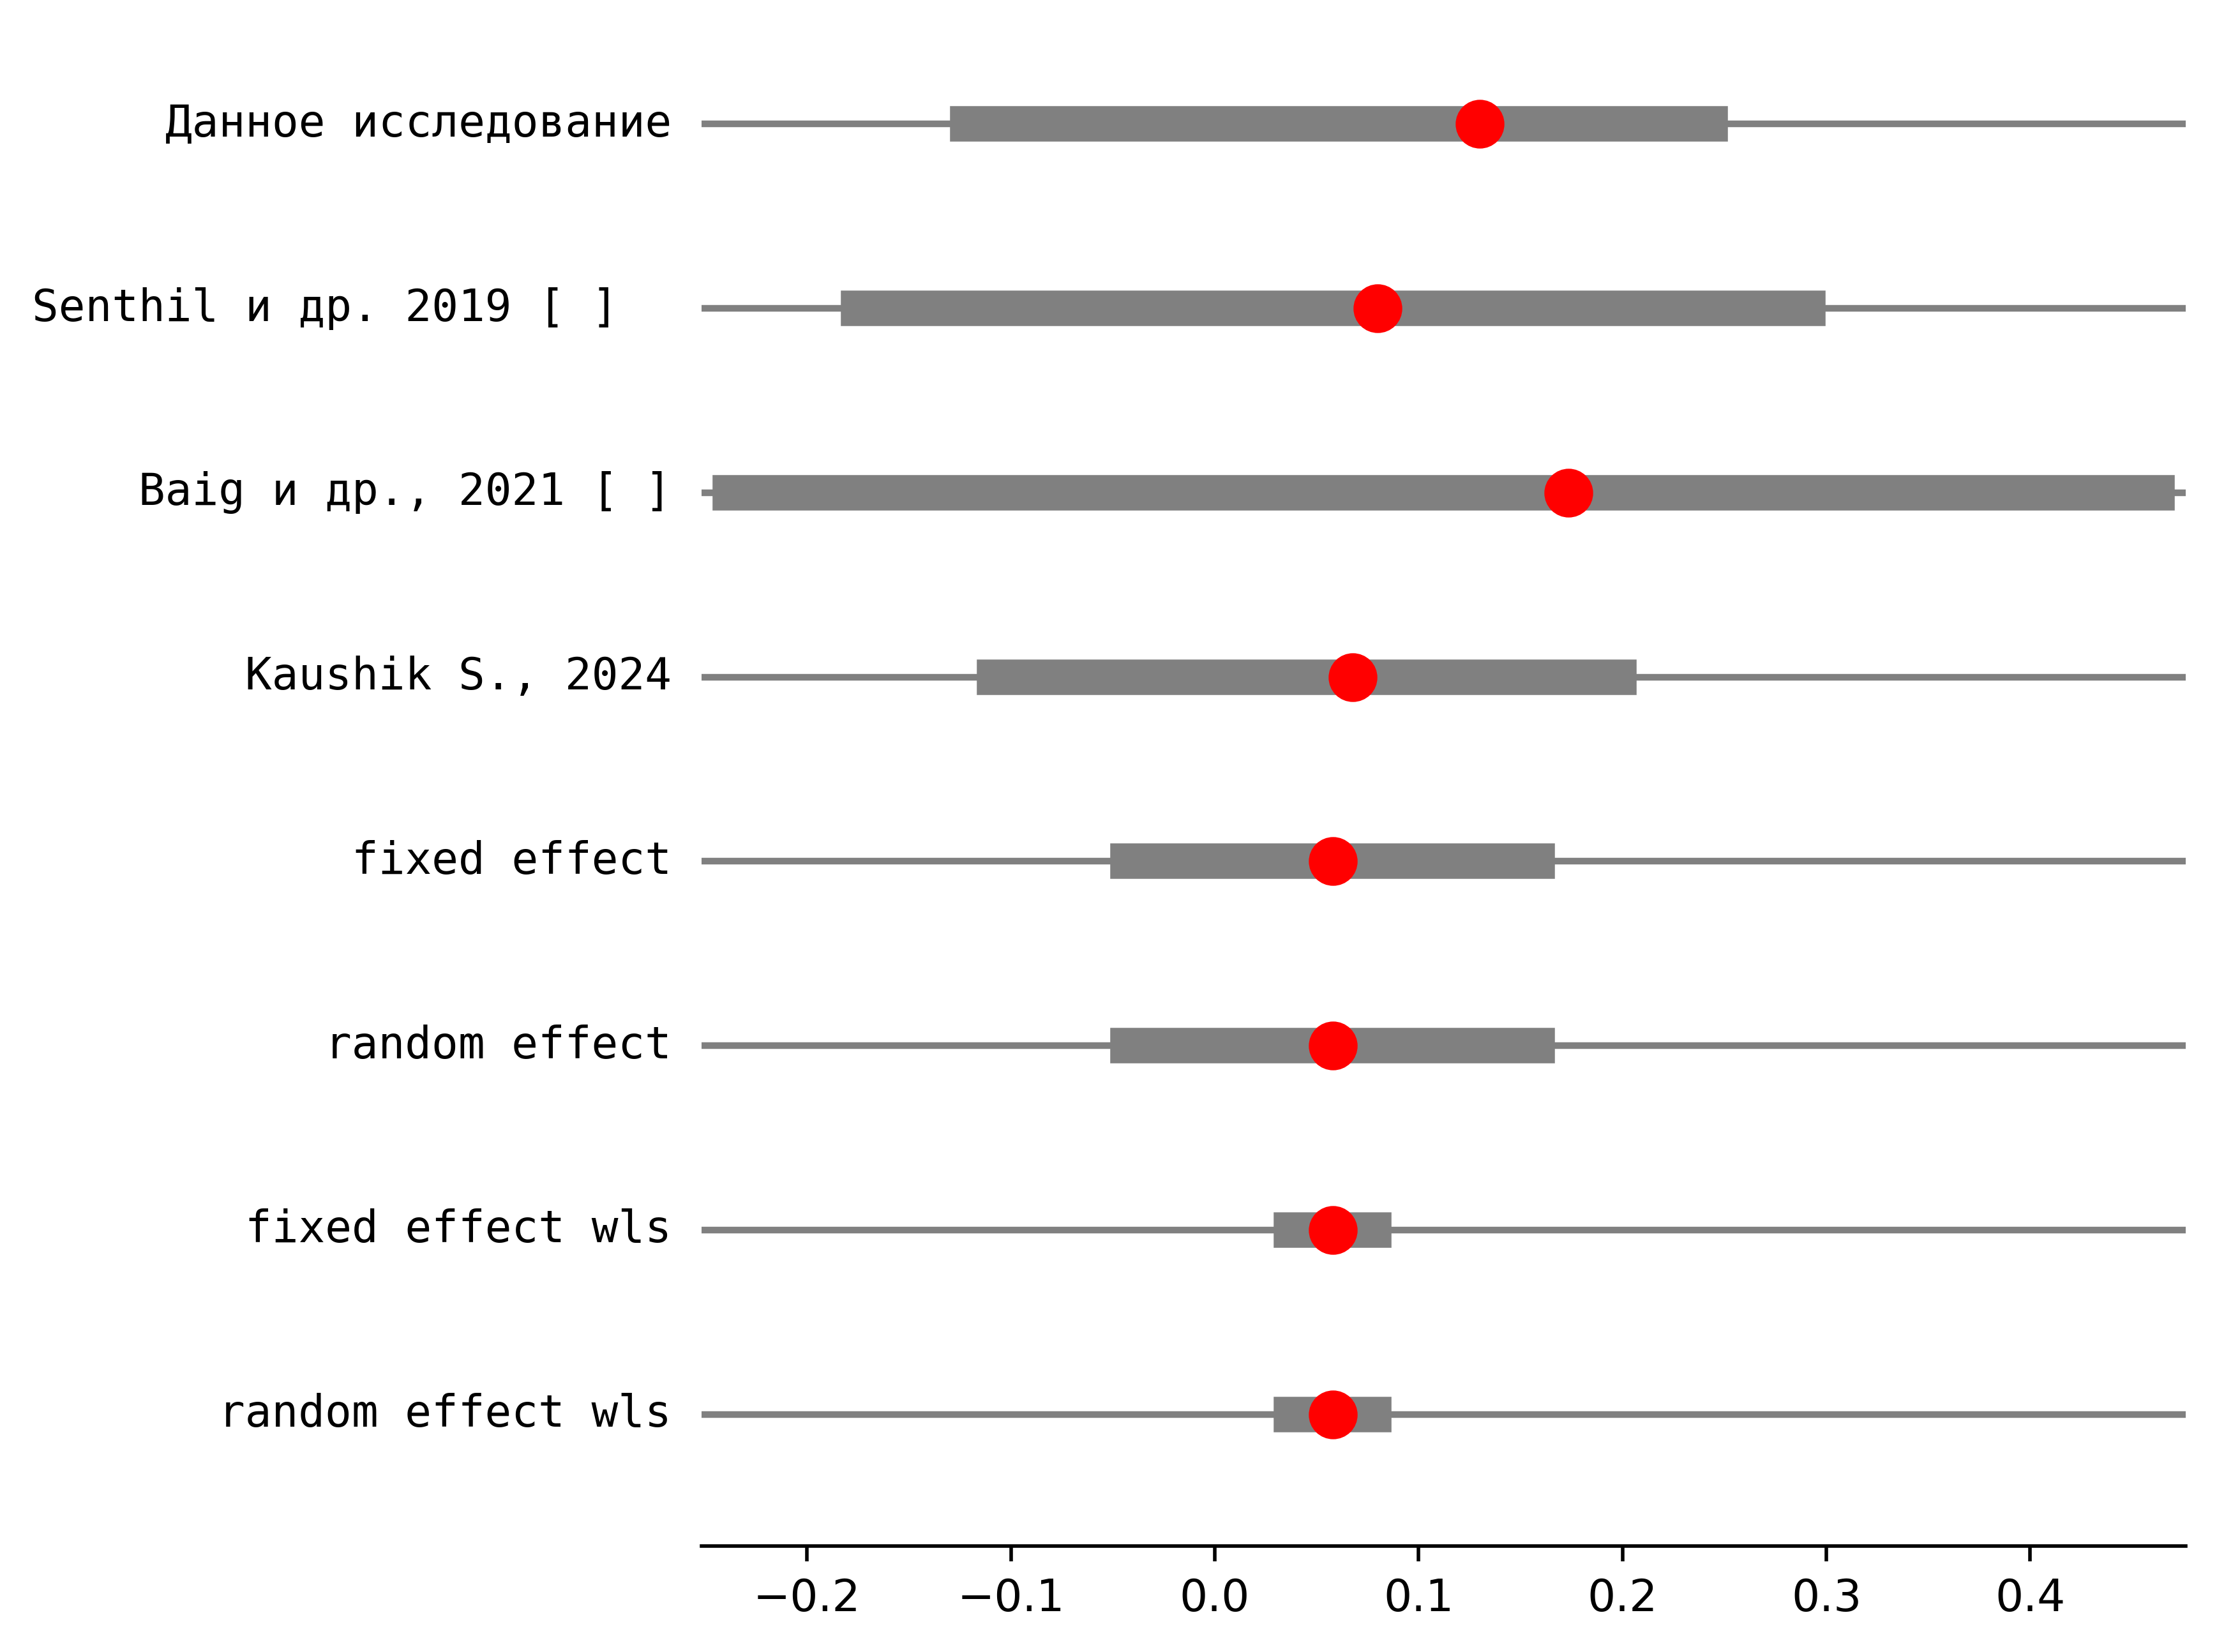 Данное исследование
Senthil и др. 2019 [ ]
Baig и др., 2021 [ ]
Kaushik S., 2024
fixed effect
random effect
fixed effect wls
random effect wls
−0.2 −0.1 0.0 0.1 0.2 0.3 0.4